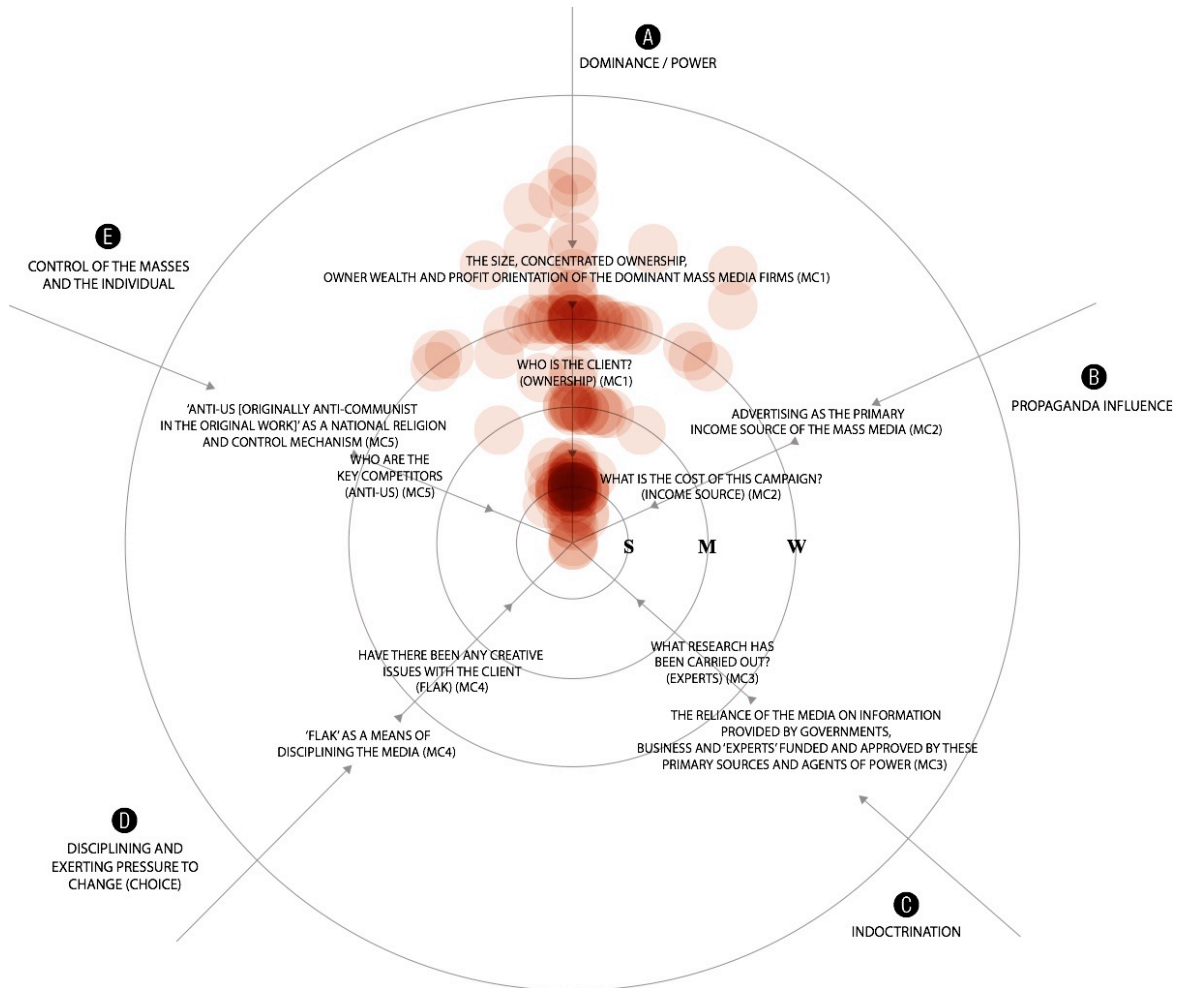 A
DOMINANCE / POWER
E
CONTROL OF THE MASSES
AND THE INDIVIDUAL
THE SIZE, CONCENTRATED OWNERSHIP,
OWNER WEALTH AND PROFIT ORIENTATION OF THE DOMINANT MASS MEDIA FIRMS (MC1)
WHO IS THE CLIENT?
(OWNERSHIP) (MC1)
B
PROPAGANDA INFLUENCE
'ANTI-US [ORIGINALLY ANTI-COMMUNIST
IN THE ORIGINAL WORK]' AS A NATIONAL RELIGION
AND CONTROL MECHANISM (MC5)
ADVERTISING AS THE PRIMARY
INCOME SOURCE OF THE MASS MEDIA (MC2)
WHO ARE THE
KEY COMPETITORS
(ANTI-US) (MC5)
WHAT IS THE COST OF THIS CAMPAIGN?
(INCOME SOURCE) (MC2)
S
M
W
HAVE THERE BEEN ANY CREATIVE
ISSUES WITH THE CLIENT
(FLAK) (MC4)
WHAT RESEARCH HAS
BEEN CARRIED OUT?
(EXPERTS) (MC3)
'FLAK' AS A MEANS OF
DISCIPLINING THE MEDIA (MC4)
THE RELIANCE OF THE MEDIA ON INFORMATION
PROVIDED BY GOVERNMENTS,
BUSINESS AND 'EXPERTS' FUNDED AND APPROVED BY THESE
PRIMARY SOURCES AND AGENTS OF POWER (MC3)
D
DISCIPLINING AND
EXERTING PRESSURE TO
CHANGE (CHOICE)
C
INDOCTRINATION